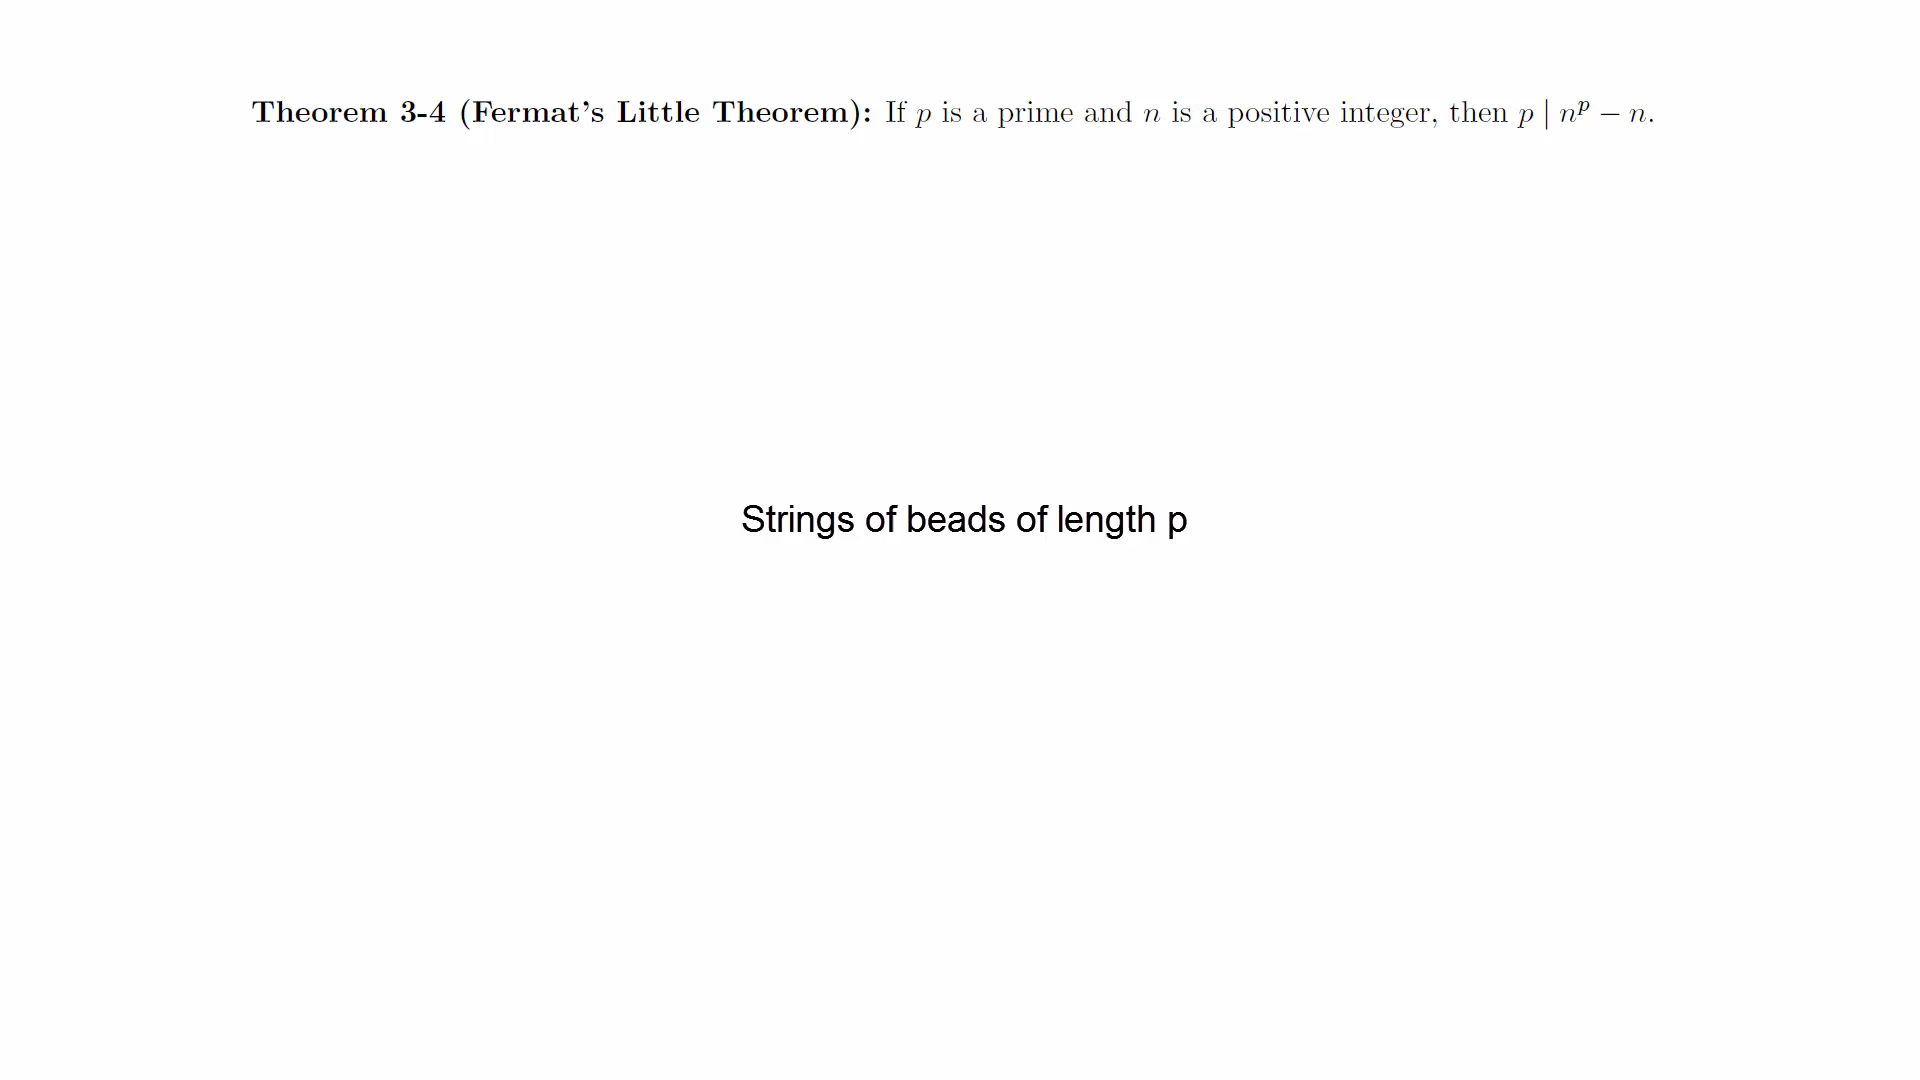 Theorem 3-4 (Fermat's Little Theorem): If p is a prime and n is a positive integer, then p | nᵖ − n.
Strings of beads of length p